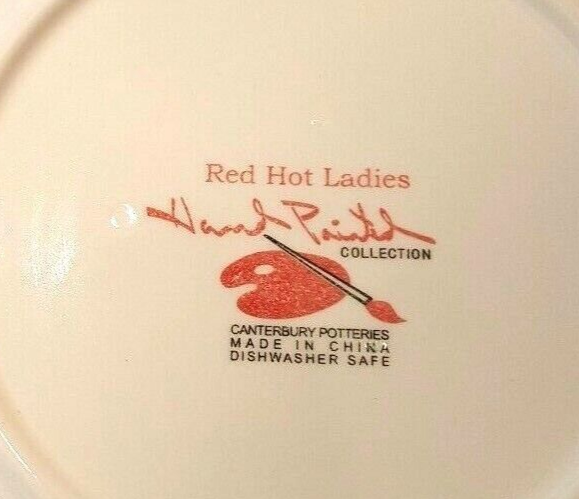 Red Hot Ladies
Hand Painted
COLLECTION
CANTERBURY POTTERIES
MADE IN CHINA
DISHWASHER SAFE